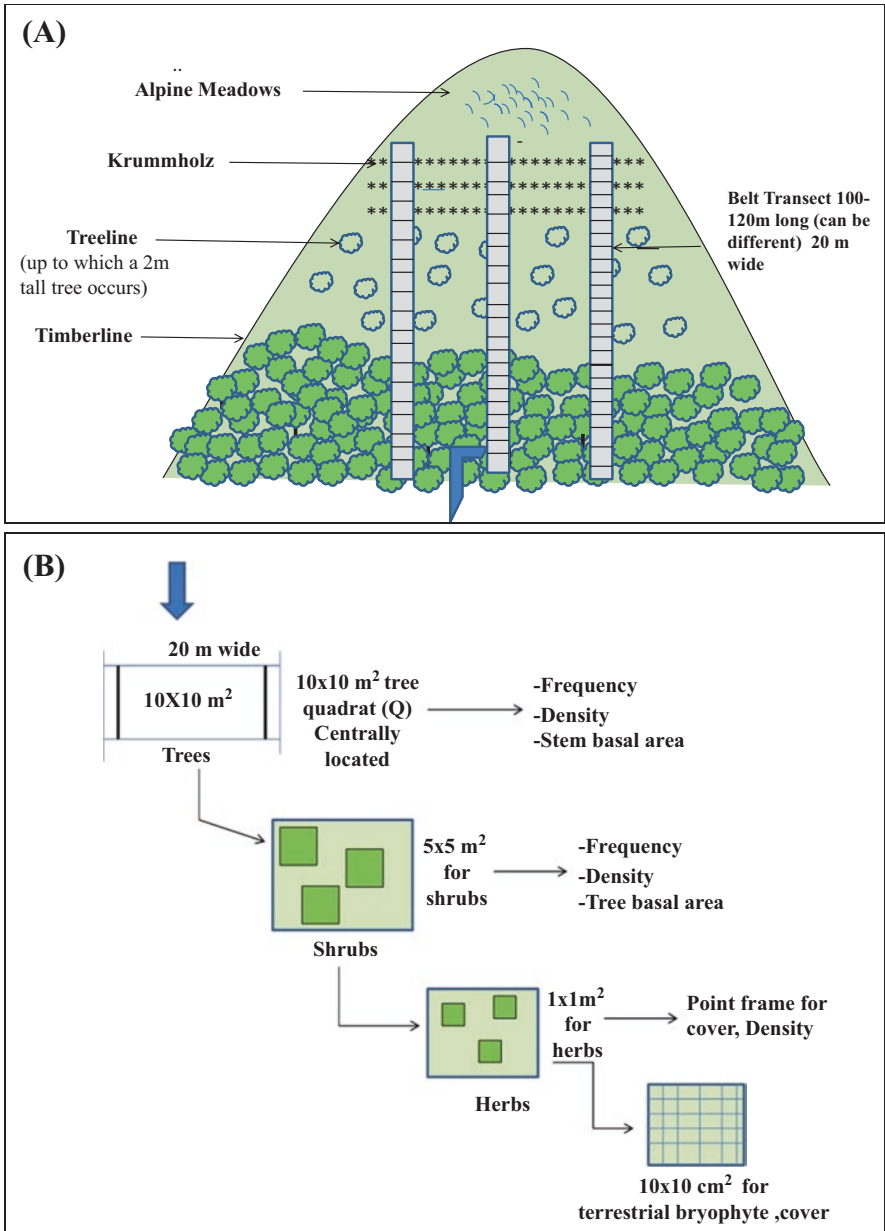 (A)
..
Alpine Meadows
Krummholz
Treeline
(up to which a 2m
tall tree occurs)
Timberline
Belt Transect 100-
120m long (can be
different) 20 m
wide
(B)
20 m wide
10X10 m²
Trees
10x10 m² tree
quadrat (Q)
Centrally
located
-Frequency
-Density
-Stem basal area
5x5 m²
for
shrubs
-Frequency
-Density
-Tree basal area
Shrubs
1x1m²
for
herbs
Point frame for
cover, Density
Herbs
10x10 cm² for
terrestrial bryophyte ,cover